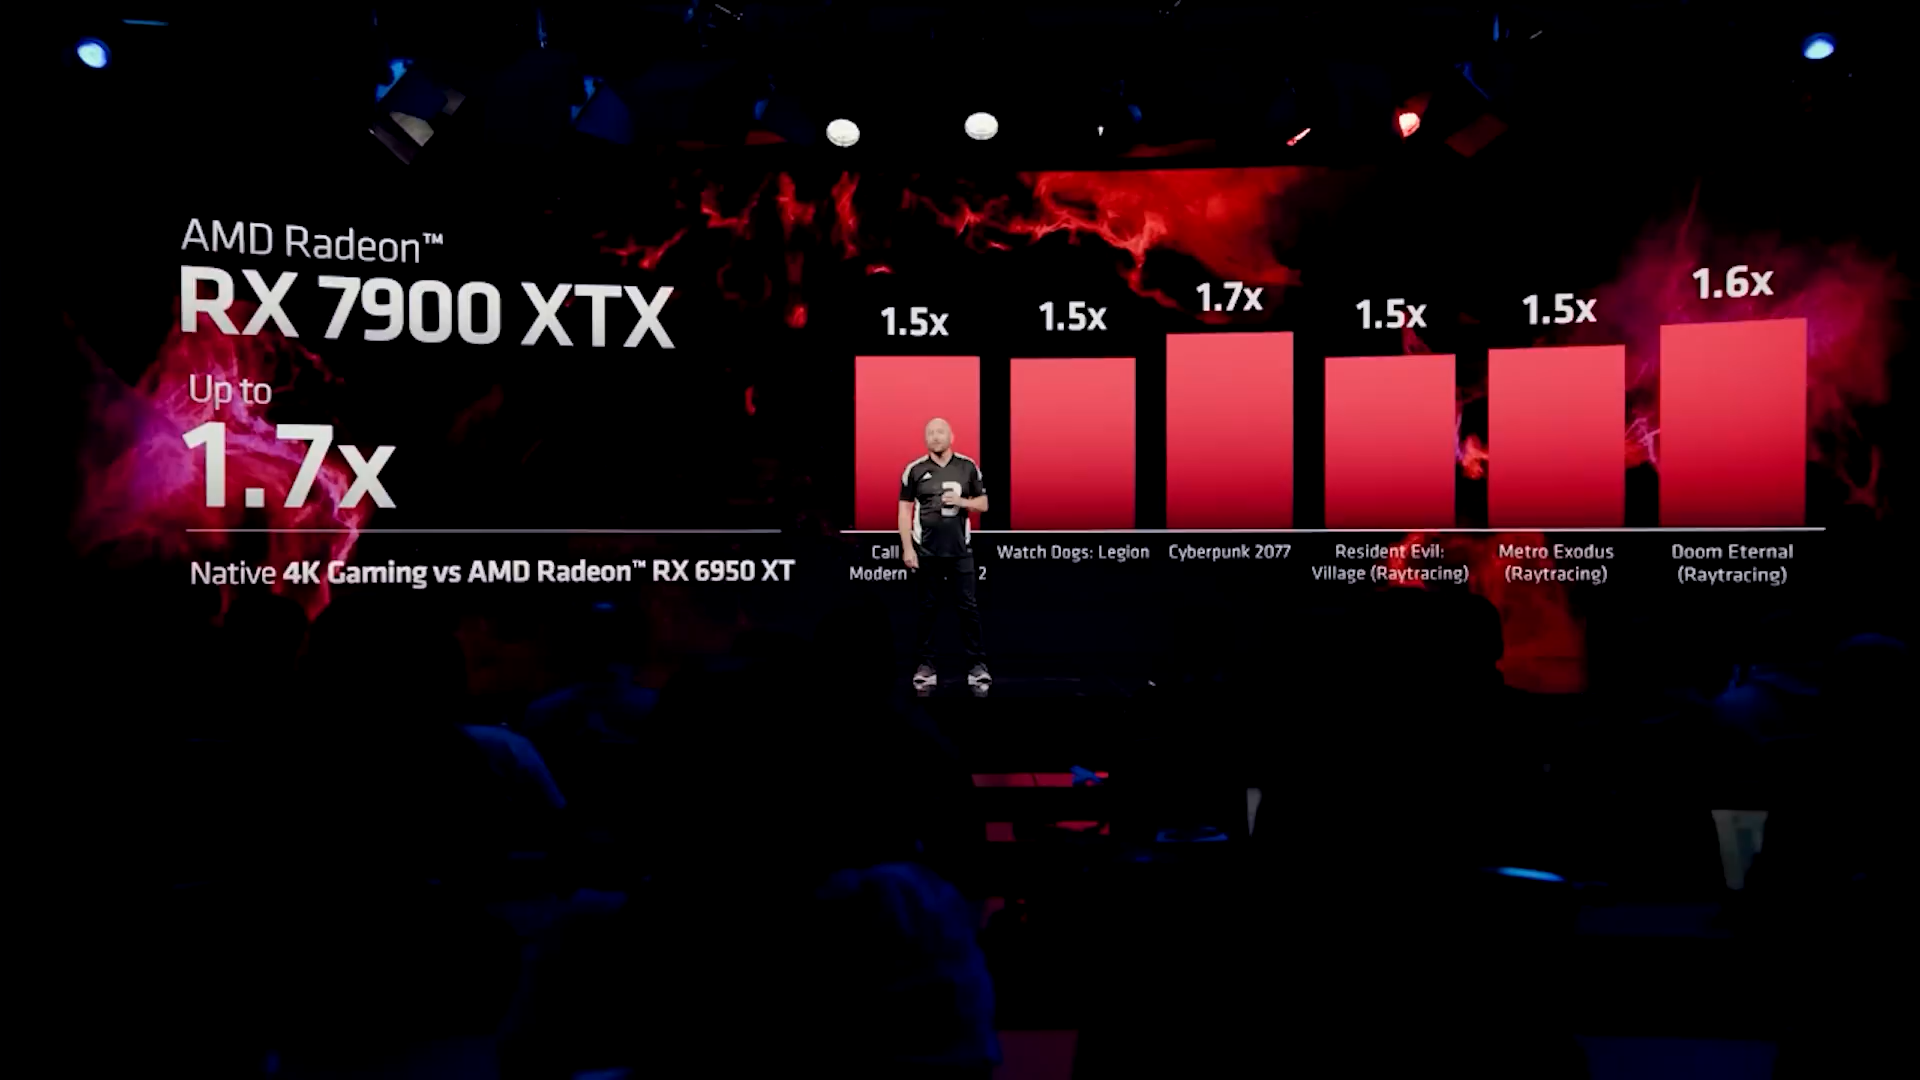 AMD Radeon™
RX 7900 XTX
Up to
1.7x
Native 4K Gaming vs AMD Radeon™ RX 6950 XT
1.5x
1.5x
1.7x
1.5x
1.5x
1.6x
Call
Modern 2
Watch Dogs: Legion
Cyberpunk 2077
Resident Evil:
Village (Raytracing)
Metro Exodus
(Raytracing)
Doom Eternal
(Raytracing)
3